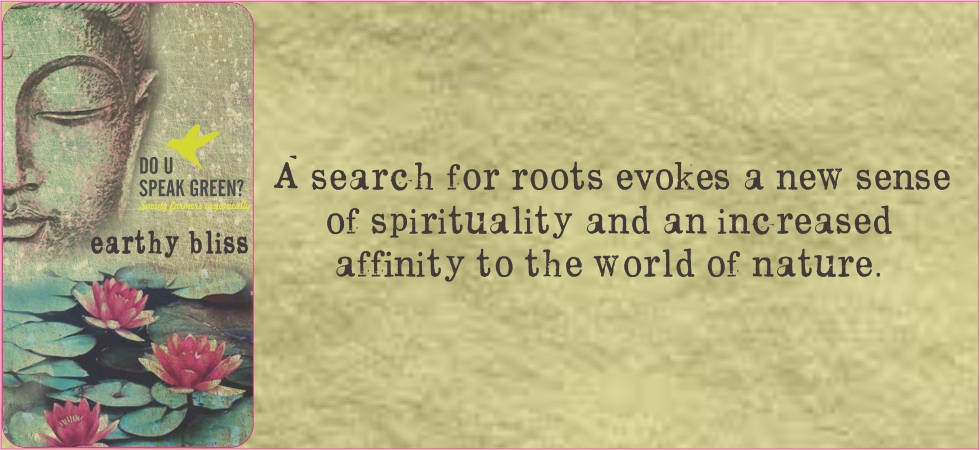 DO U
SPEAK GREEN?
earthy bliss
A search for roots evokes a new sense
of spirituality and an increased
affinity to the world of nature.